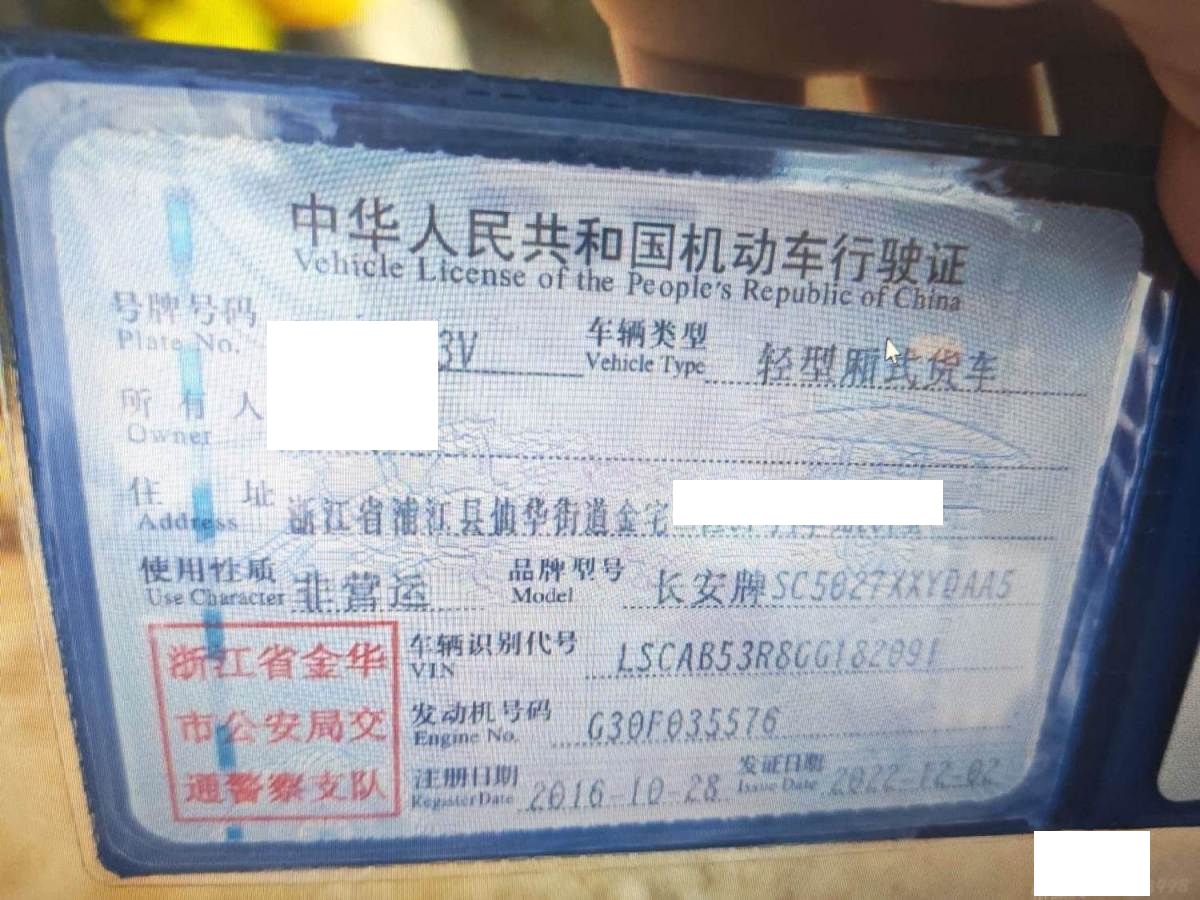 中华人民共和国机动车行驶证
Vehicle License of the People's Republic of China
号牌号码 3V 车辆类型 轻型厢式货车
Plate No. Vehicle Type
所有人
Owner
住址 浙江省浦江县仙华街道金宅
Address
使用性质 非营运 品牌型号 长安牌SC5027XXYDAA5
Use Character Model
浙江省金华
市公安局交
通警察支队
车辆识别代号 LSCAB53R8GG182091
VIN
发动机号码 G30F035576
Engine No.
注册日期 2016-10-28 发证日期 2022-12-02
Register Date Issue Date